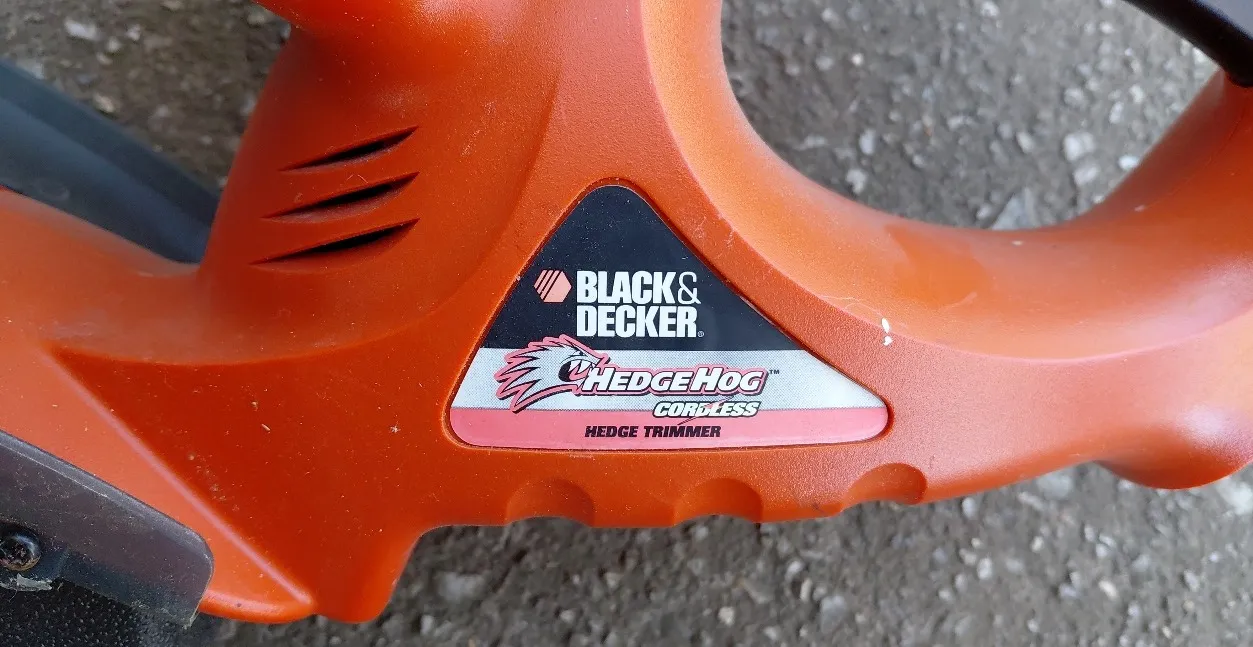 BLACK&
DECKER®
HEDGEHOG™
CORDLESS
HEDGE TRIMMER